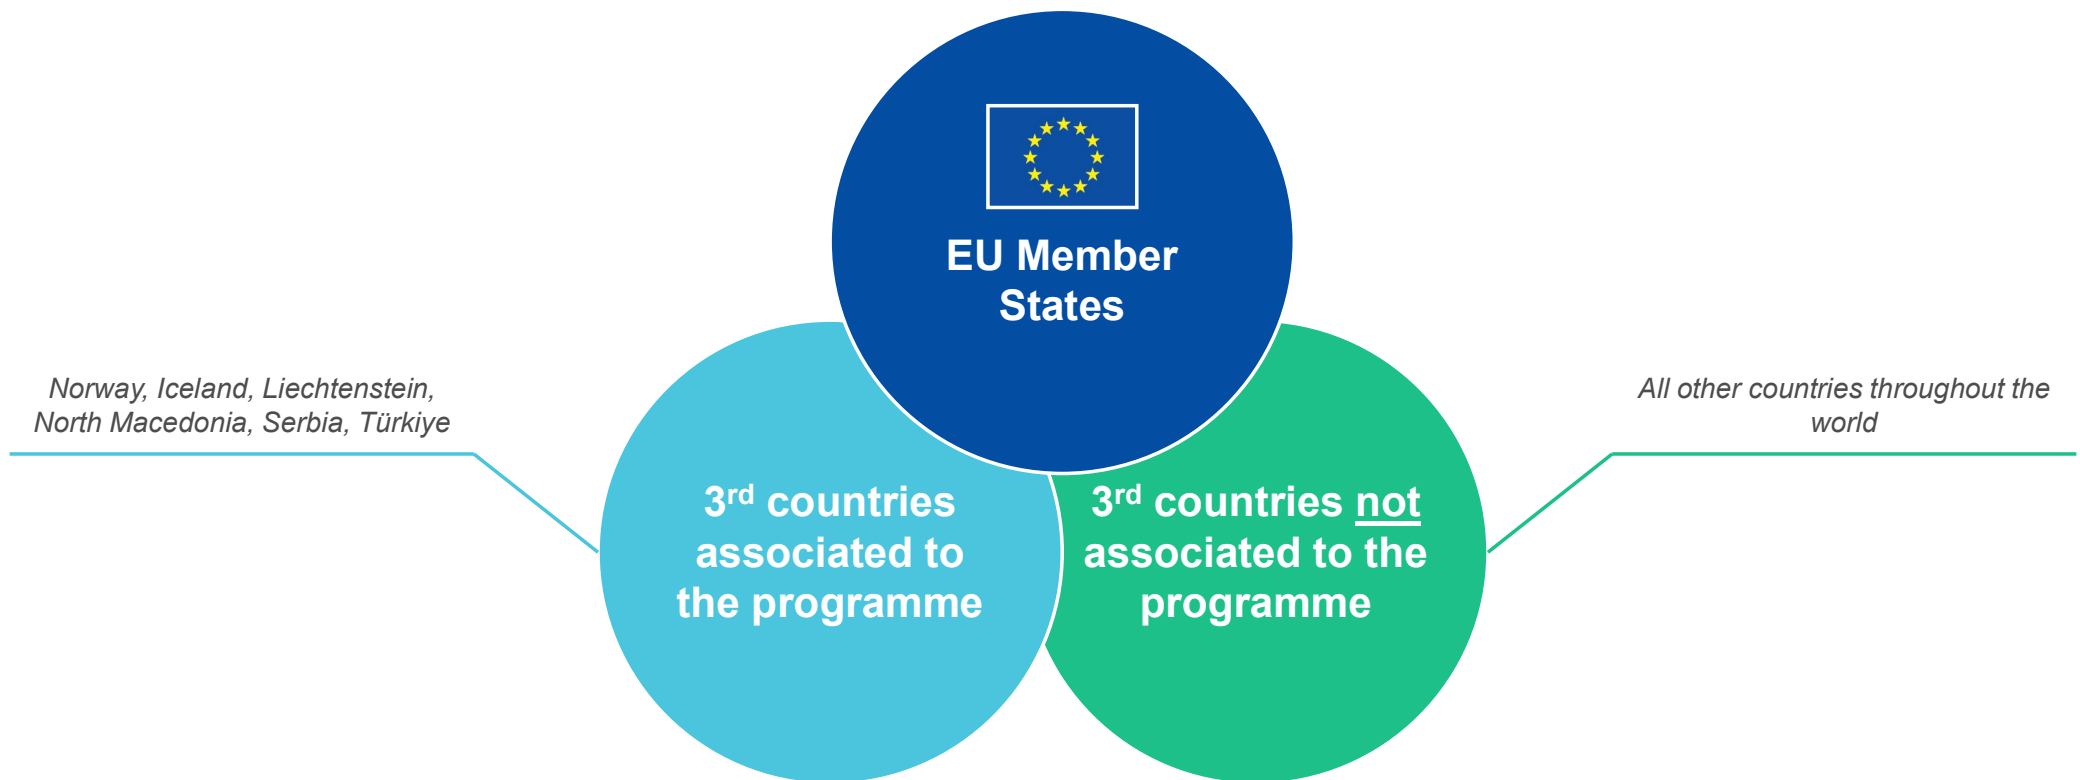 EU Member
States
Norway, Iceland, Liechtenstein,
North Macedonia, Serbia, Türkiye
All other countries throughout the
world
3rd countries
associated to
the programme
3rd countries not
associated to the
programme